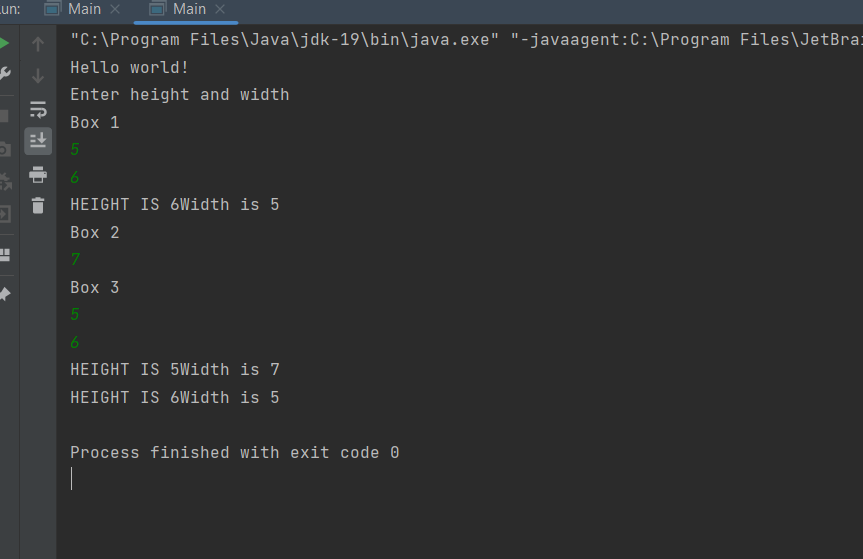 un: Main × Main ×
"C:\Program Files\Java\jdk-19\bin\java.exe" "-javaagent:C:\Program Files\JetBra
Hello world!
Enter height and width
Box 1
5
6
HEIGHT IS 6Width is 5
Box 2
7
Box 3
5
6
HEIGHT IS 5Width is 7
HEIGHT IS 6Width is 5
Process finished with exit code 0